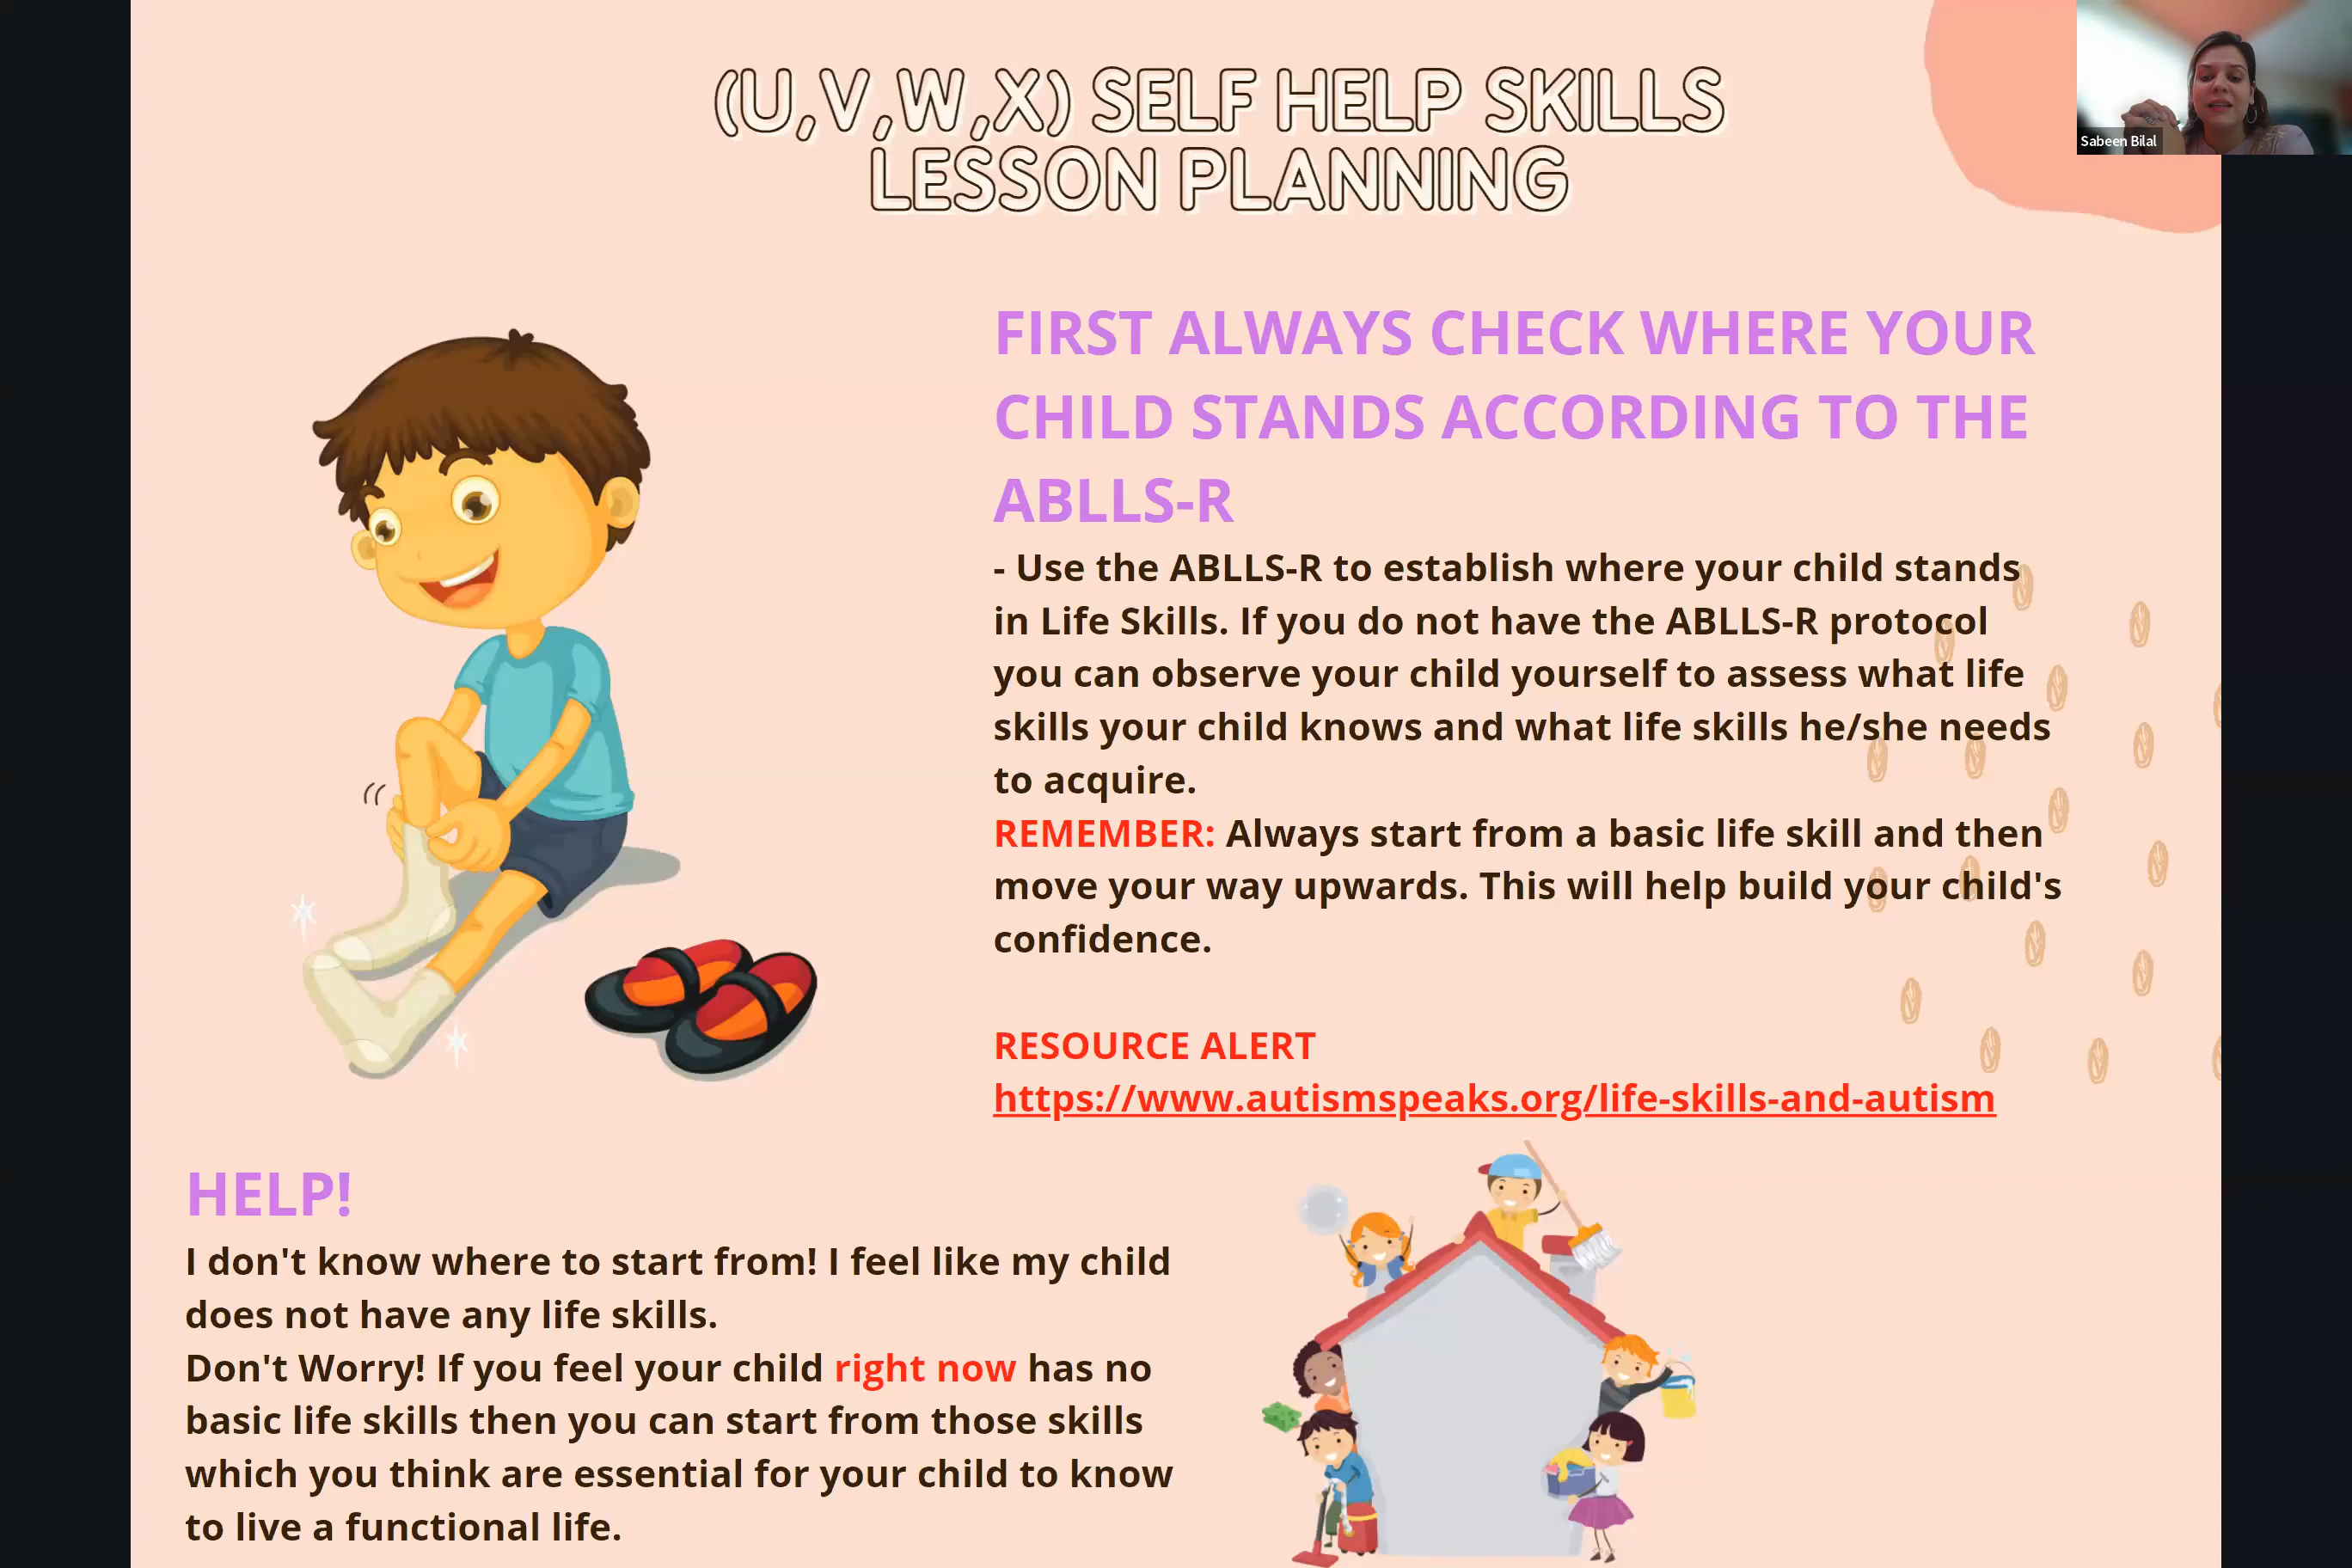 (U,V,W,X) SELF HELP SKILLS
LESSON PLANNING
Sabeen Bilal
FIRST ALWAYS CHECK WHERE YOUR
CHILD STANDS ACCORDING TO THE
ABLLS-R
- Use the ABLLS-R to establish where your child stands
in Life Skills. If you do not have the ABLLS-R protocol
you can observe your child yourself to assess what life
skills your child knows and what life skills he/she needs
to acquire.
REMEMBER: Always start from a basic life skill and then
move your way upwards. This will help build your child's
confidence.
RESOURCE ALERT
https://www.autismspeaks.org/life-skills-and-autism
HELP!
I don't know where to start from! I feel like my child
does not have any life skills.
Don't Worry! If you feel your child right now has no
basic life skills then you can start from those skills
which you think are essential for your child to know
to live a functional life.